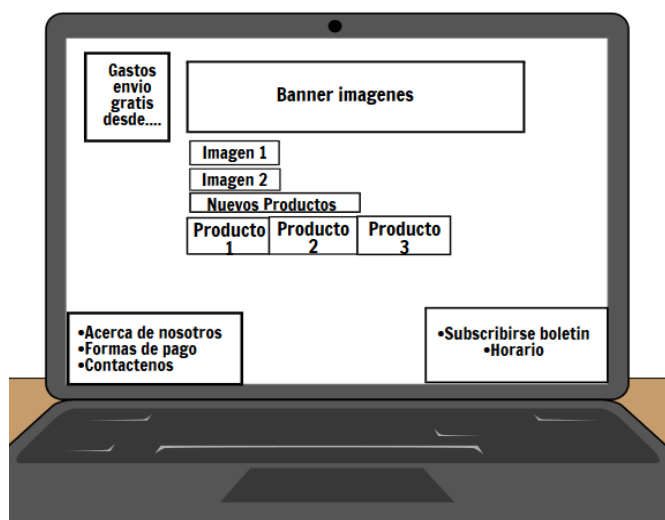 Gastos
envio
gratis
desde....
Banner imagenes
Imagen 1
Imagen 2
Nuevos Productos
Producto
1
Producto
2
Producto
3
•Acerca de nosotros
•Formas de pago
•Contactenos
•Subscribirse boletin
•Horario